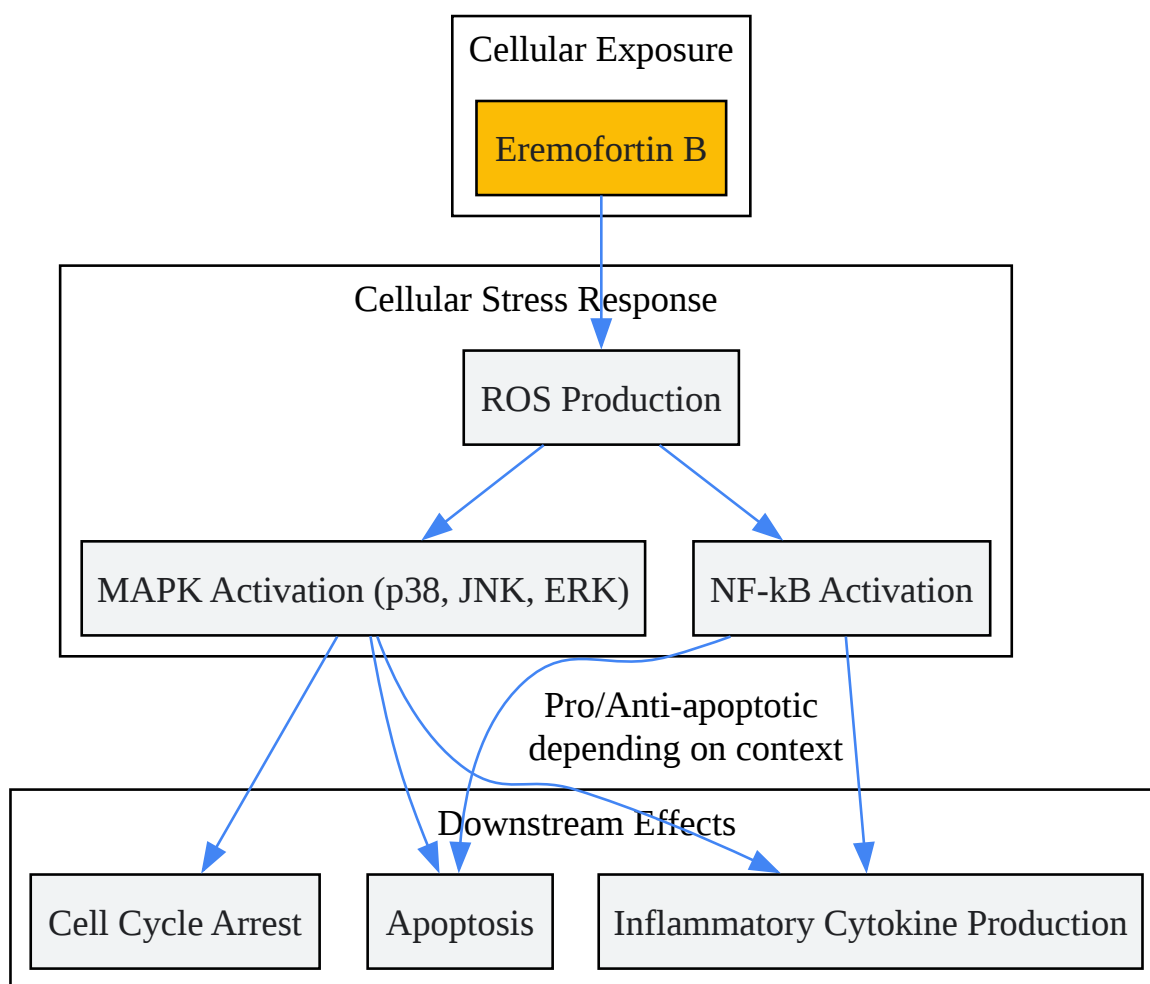 Cellular Exposure
Eremofortin B
Cellular Stress Response
ROS Production
MAPK Activation (p38, JNK, ERK)
NF-kB Activation
Pro/Anti-apoptotic
depending on context
Downstream Effects
Cell Cycle Arrest
Apoptosis
Inflammatory Cytokine Production